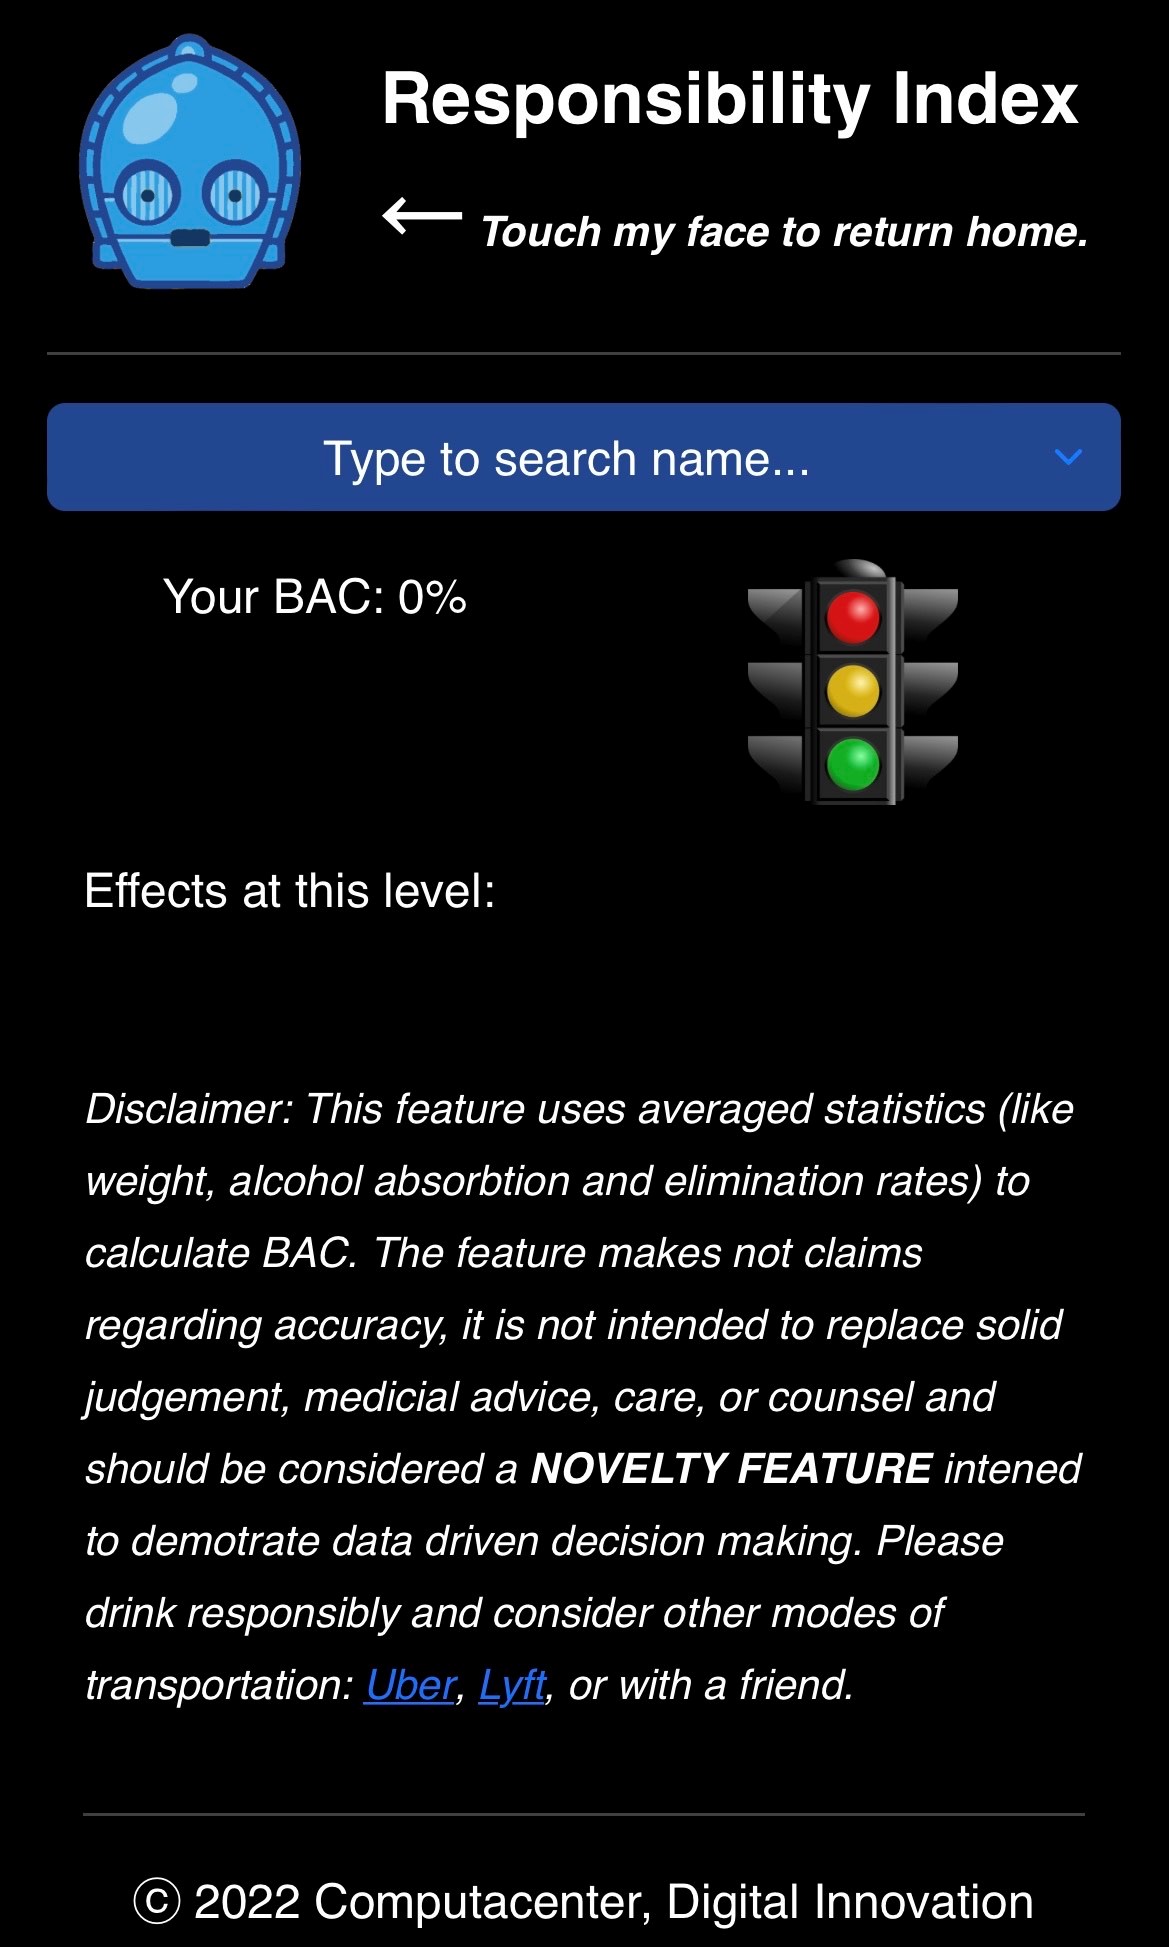 Responsibility Index
← Touch my face to return home.
Type to search name...
Your BAC: 0%
Effects at this level:
Disclaimer: This feature uses averaged statistics (like
weight, alcohol absorbtion and elimination rates) to
calculate BAC. The feature makes not claims
regarding accuracy, it is not intended to replace solid
judgement, medicial advice, care, or counsel and
should be considered a NOVELTY FEATURE intened
to demotrate data driven decision making. Please
drink responsibly and consider other modes of
transportation: Uber, Lyft, or with a friend.
© 2022 Computacenter, Digital Innovation